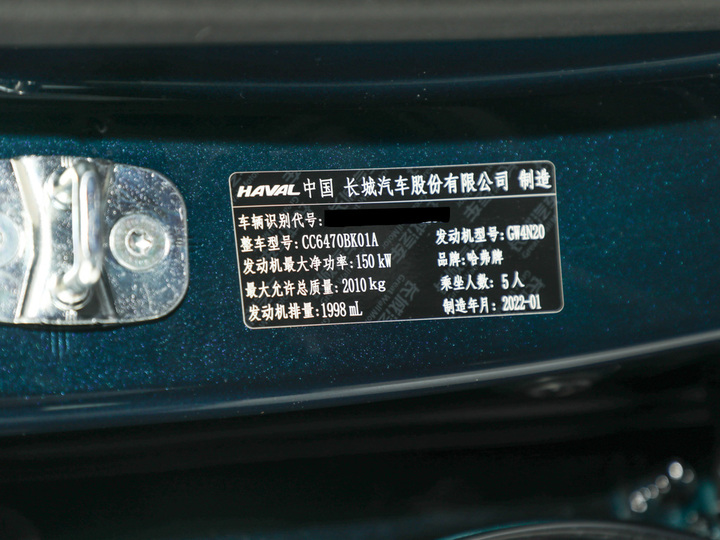 HAVAL 中国 长城汽车股份有限公司 制造
车辆识别代号:
整车型号: CC6470BK01A 发动机型号: GW4N20
发动机最大净功率: 150 kW 品牌: 哈弗牌
最大允许总质量: 2010 kg 乘坐人数: 5 人
发动机排量: 1998 mL 制造年月: 2022-01